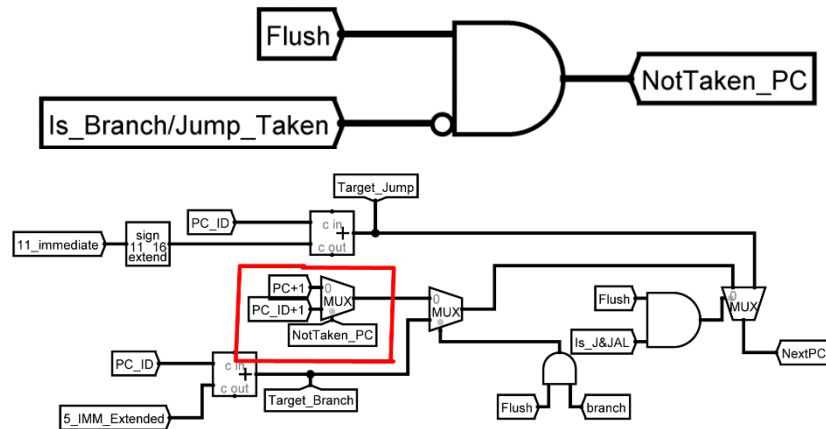 Flush
NotTaken_PC
Is_Branch/Jump_Taken
Target_Jump
PC_ID
c in
+
c out
11_immediate
sign
11 16
extend
PC+1
0
MUX
PC_ID+1
NotTaken_PC
0
MUX
Flush
0
MUX
Is_J&JAL
NextPC
PC_ID
c in
+
c out
5_IMM_Extended
Target_Branch
Flush
branch